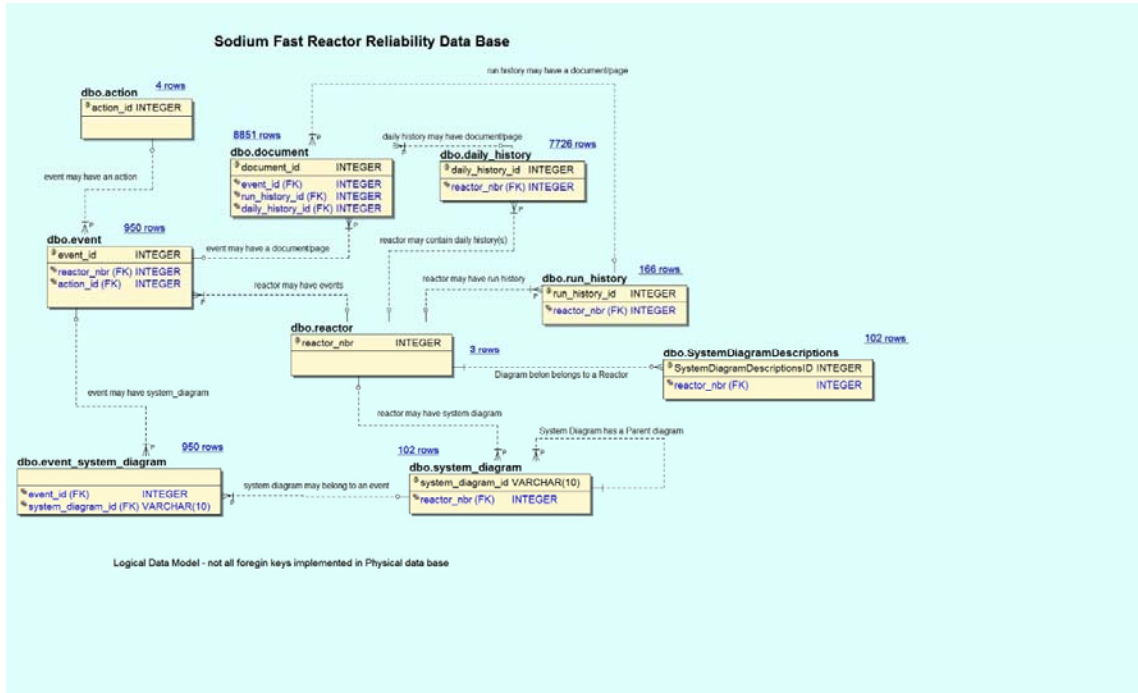 Sodium Fast Reactor Reliability Data Base
run history may have a document/page
4 rows
dbo.action
action_id INTEGER
8851 rows
dbo.document
document_id INTEGER
event_id (FK) INTEGER
run_history_id (FK) INTEGER
daily_history_id (FK) INTEGER
daily history may have document/page
7726 rows
dbo.daily_history
daily_history_id INTEGER
reactor_nbr (FK) INTEGER
event may have an action
950 rows
dbo.event
event_id INTEGER
reactor_nbr (FK) INTEGER
action_id (FK) INTEGER
event may have a document/page
reactor may contain daily history(s)
reactor may have events
reactor may have run history
166 rows
dbo.run_history
run_history_id INTEGER
reactor_nbr (FK) INTEGER
dbo.reactor
reactor_nbr INTEGER
3 rows
102 rows
dbo.SystemDiagramDescriptions
SystemDiagramDescriptionsID INTEGER
reactor_nbr (FK) INTEGER
Diagram belon belongs to a Reactor
event may have system_diagram
reactor may have system diagram
System Diagram has a Parent diagram
950 rows
dbo.event_system_diagram
event_id (FK) INTEGER
system_diagram_id (FK) VARCHAR(10)
system diagram may belong to an event
102 rows
dbo.system_diagram
system_diagram_id VARCHAR(10)
reactor_nbr (FK) INTEGER
P
P
P
P
P
P
P
P
P
P
Logical Data Model - not all foregin keys implemented in Physical data base